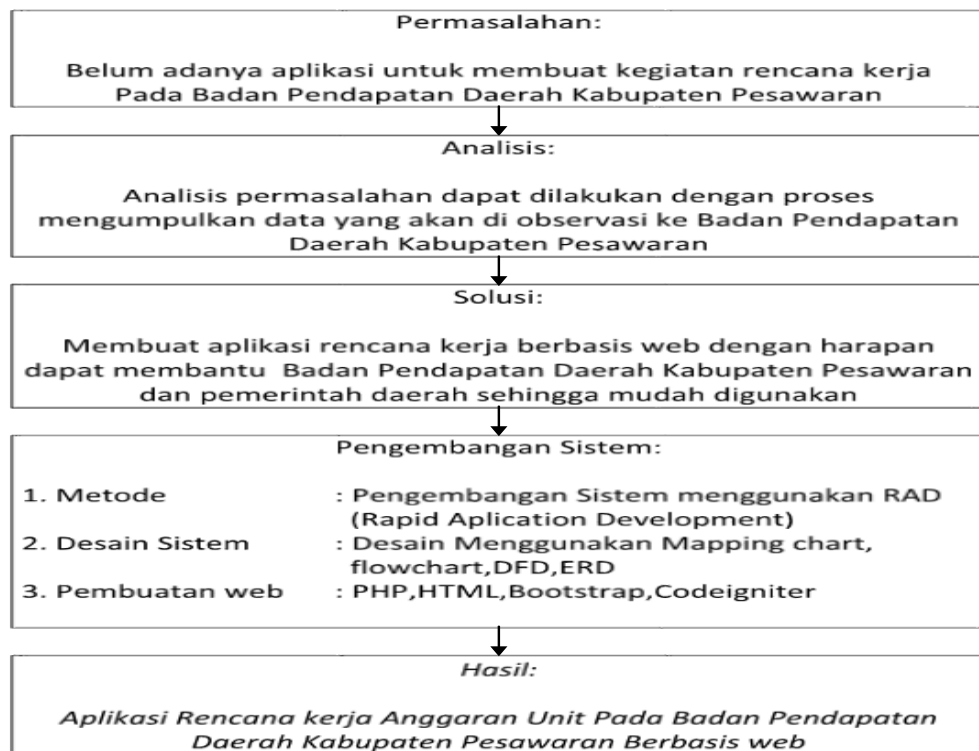 Permasalahan:
Belum adanya aplikasi untuk membuat kegiatan rencana kerja
Pada Badan Pendapatan Daerah Kabupaten Pesawaran
Analisis:
Analisis permasalahan dapat dilakukan dengan proses
mengumpulkan data yang akan di observasi ke Badan Pendapatan
Daerah Kabupaten Pesawaran
Solusi:
Membuat aplikasi rencana kerja berbasis web dengan harapan
dapat membantu Badan Pendapatan Daerah Kabupaten Pesawaran
dan pemerintah daerah sehingga mudah digunakan
Pengembangan Sistem:
1. Metode : Pengembangan Sistem menggunakan RAD
(Rapid Aplication Development)
2. Desain Sistem : Desain Menggunakan Mapping chart,
flowchart,DFD,ERD
3. Pembuatan web : PHP,HTML,Bootstrap,Codeigniter
Hasil:
Aplikasi Rencana kerja Anggaran Unit Pada Badan Pendapatan
Daerah Kabupaten Pesawaran Berbasis web